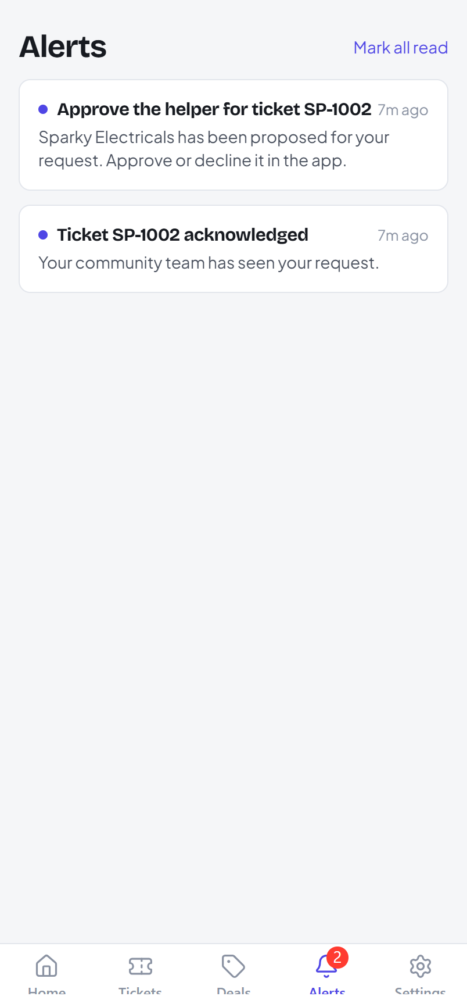 Alerts
Mark all read
Approve the helper for ticket SP-1002 7m ago
Sparky Electricals has been proposed for your
request. Approve or decline it in the app.
Ticket SP-1002 acknowledged 7m ago
Your community team has seen your request.
2
Home Tickets Deals Alerts Settings